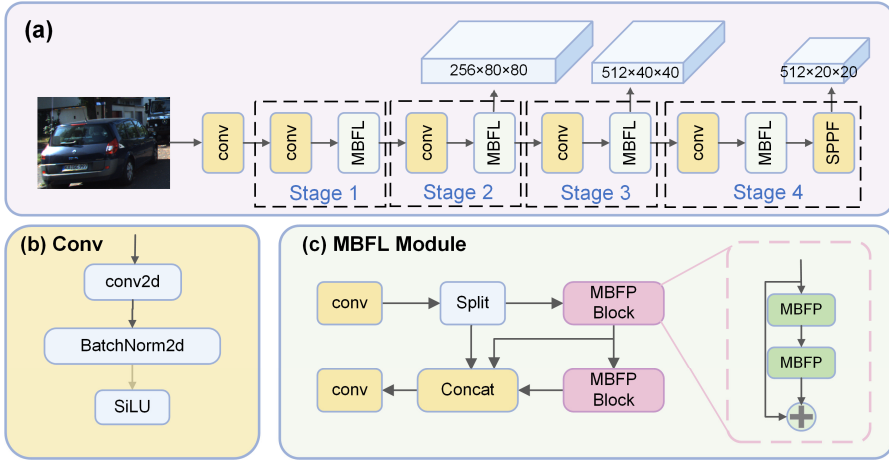 (a)
256×80×80
512×40×40
512×20×20
conv
conv
MBFL
conv
MBFL
conv
MBFL
conv
MBFL
SPPF
Stage 1
Stage 2
Stage 3
Stage 4
(b) Conv
conv2d
BatchNorm2d
SiLU
(c) MBFL Module
conv
Split
MBFP
Block
conv
Concat
MBFP
Block
MBFP
MBFP